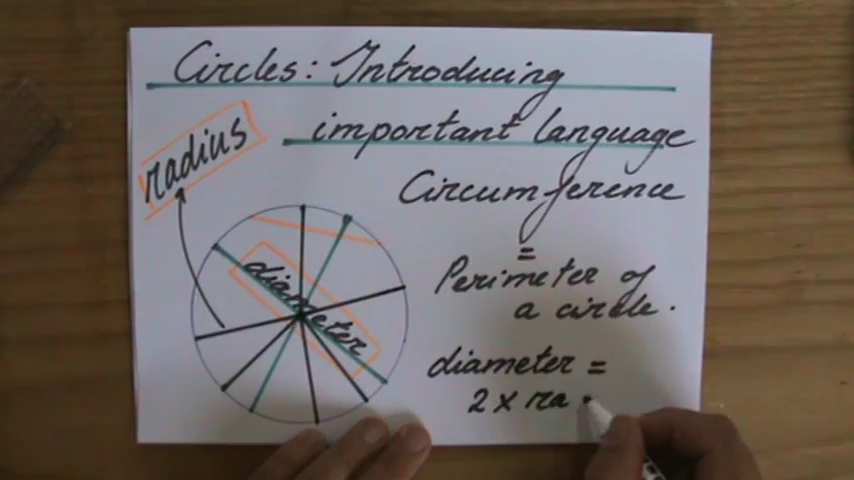 Circles: Introducing
important language
radius
Circumference
=
Perimeter of
a circle.
diameter
diameter =
2 x ra